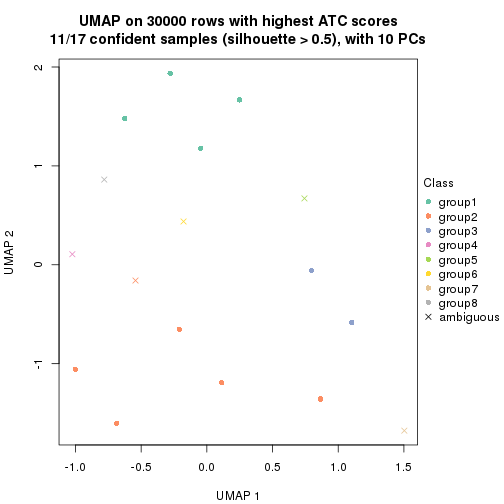 UMAP on 30000 rows with highest ATC scores
11/17 confident samples (silhouette > 0.5), with 10 PCs
2
1
0
-1
UMAP 2
-1.0
-0.5
0.0
0.5
1.0
1.5
UMAP 1
Class
group1
group2
group3
group4
group5
group6
group7
group8
ambiguous